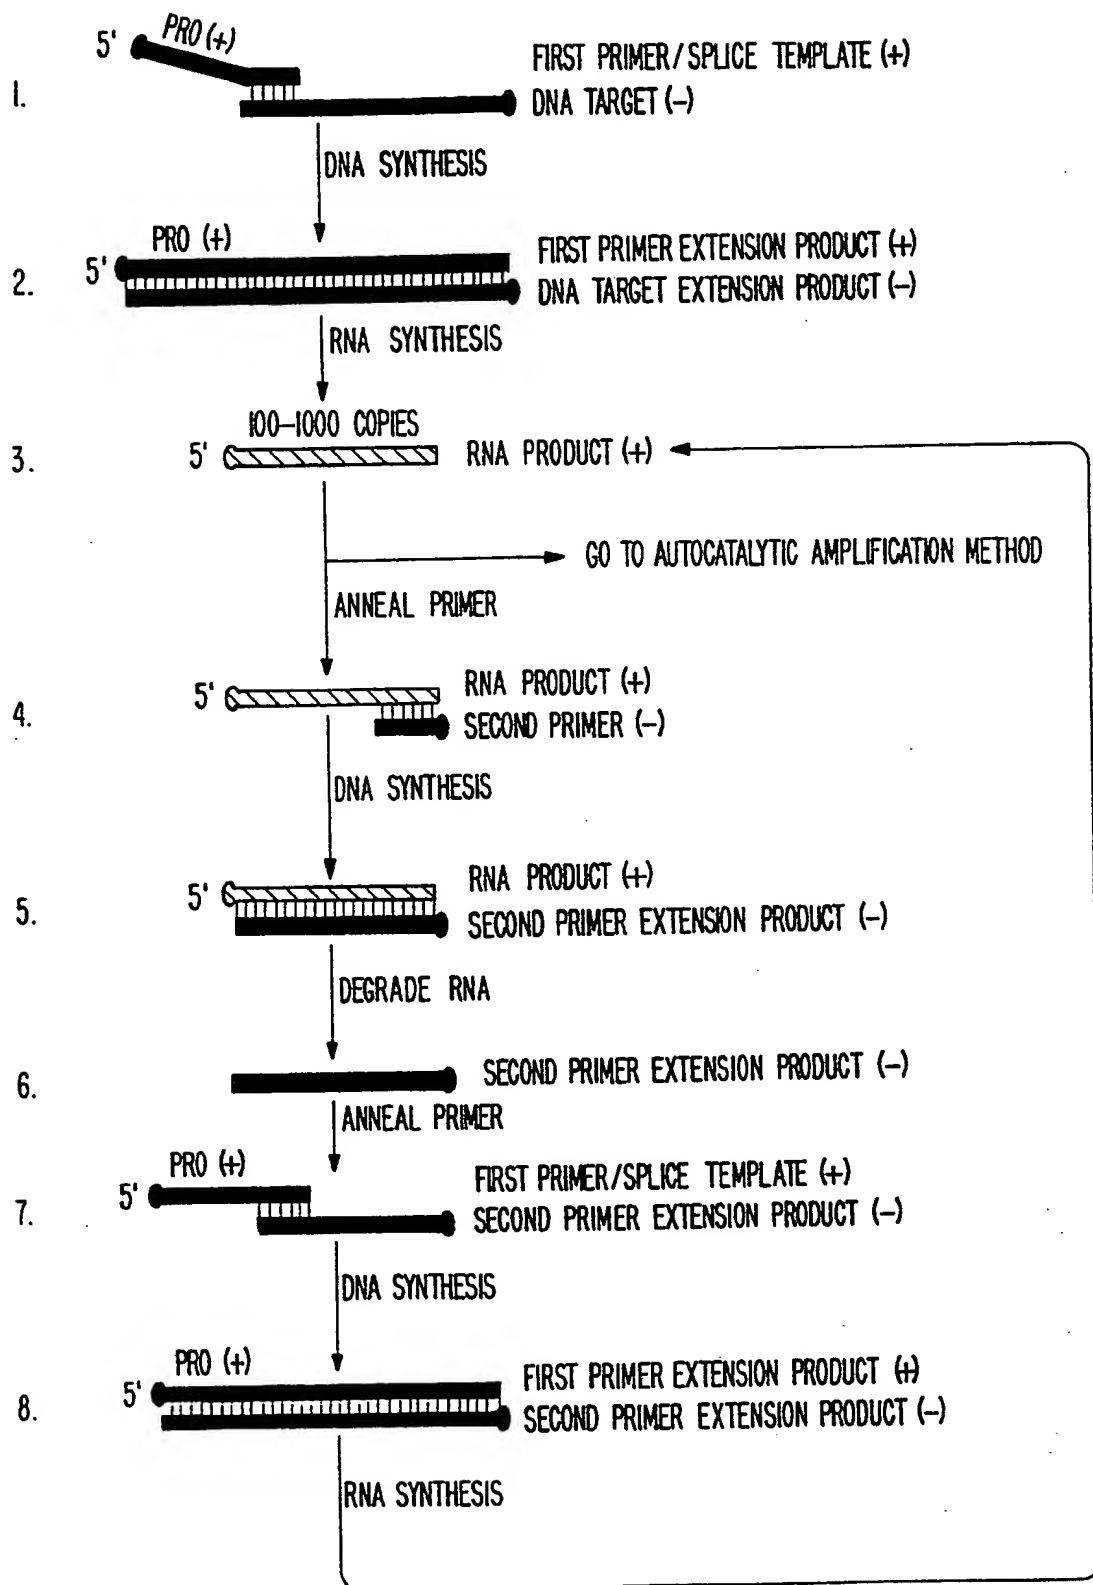 5' PRO (+)
FIRST PRIMER/SPLICE TEMPLATE (+)
1.
DNA TARGET (-)
DNA SYNTHESIS
PRO (+)
5'
FIRST PRIMER EXTENSION PRODUCT (+)
2.
DNA TARGET EXTENSION PRODUCT (-)
RNA SYNTHESIS
100-1000 COPIES
3.
5'
RNA PRODUCT (+)
GO TO AUTOCATALYTIC AMPLIFICATION METHOD
ANNEAL PRIMER
5'
RNA PRODUCT (+)
4.
SECOND PRIMER (-)
DNA SYNTHESIS
5'
RNA PRODUCT (+)
5.
SECOND PRIMER EXTENSION PRODUCT (-)
DEGRADE RNA
6.
SECOND PRIMER EXTENSION PRODUCT (-)
ANNEAL PRIMER
PRO (+)
5'
FIRST PRIMER/SPLICE TEMPLATE (+)
7.
SECOND PRIMER EXTENSION PRODUCT (-)
DNA SYNTHESIS
PRO (+)
5'
FIRST PRIMER EXTENSION PRODUCT (+)
8.
SECOND PRIMER EXTENSION PRODUCT (-)
RNA SYNTHESIS